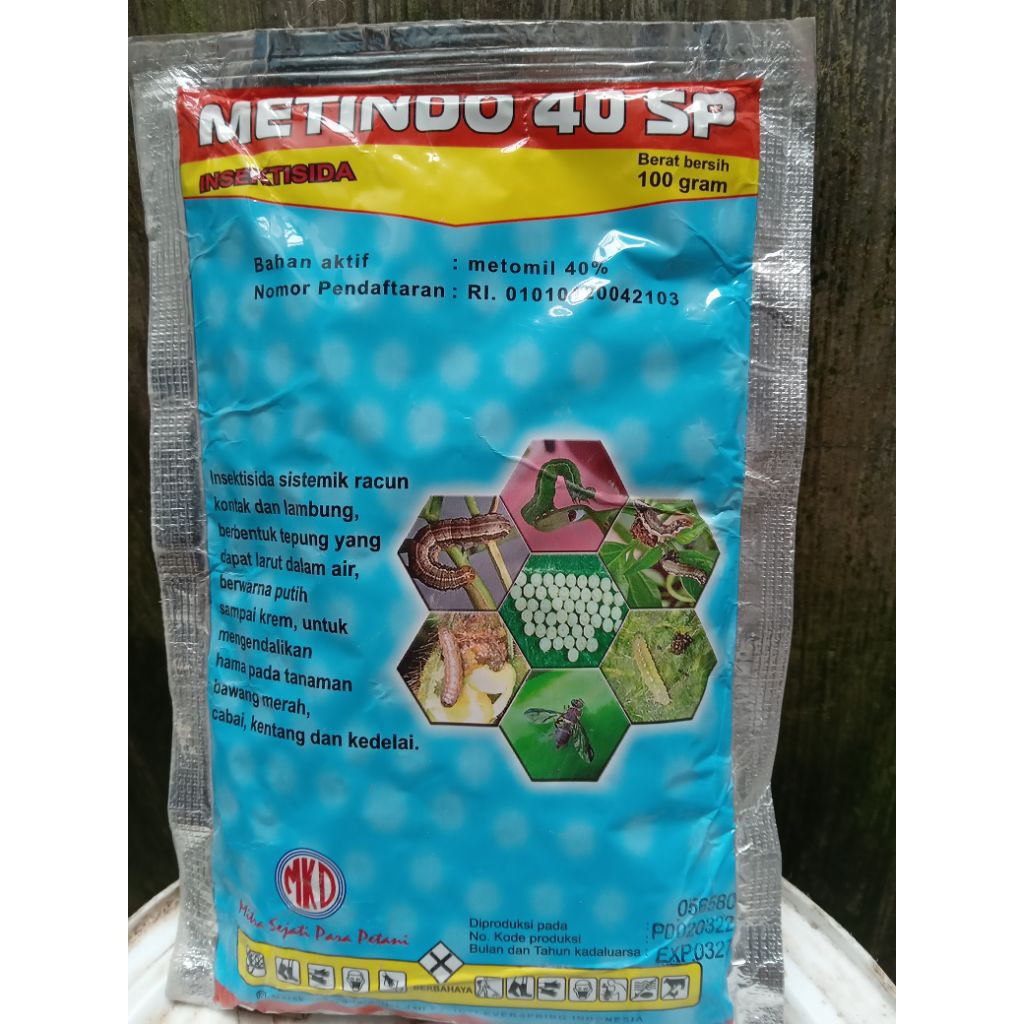 METINDO 40 SP
INSEKTISIDA
Berat bersih
100 gram
Bahan aktif : metomil 40%
Nomor Pendaftaran : RI.
Insektisida sistemik racun
kontak dan lambung,
berbentuk tepung yang
dapat larut dalam air,
berwarna putih
sampai krem, untuk
mengendalikan
hama pada tanaman
bawang merah,
cabai, kentang dan kedelai.
MKD
Mitra Sejati Para Petani
Diproduksi pada :
No. Kode produksi :
Bulan dan Tahun kadaluarsa :
BERBAHAYA
INDONESIA